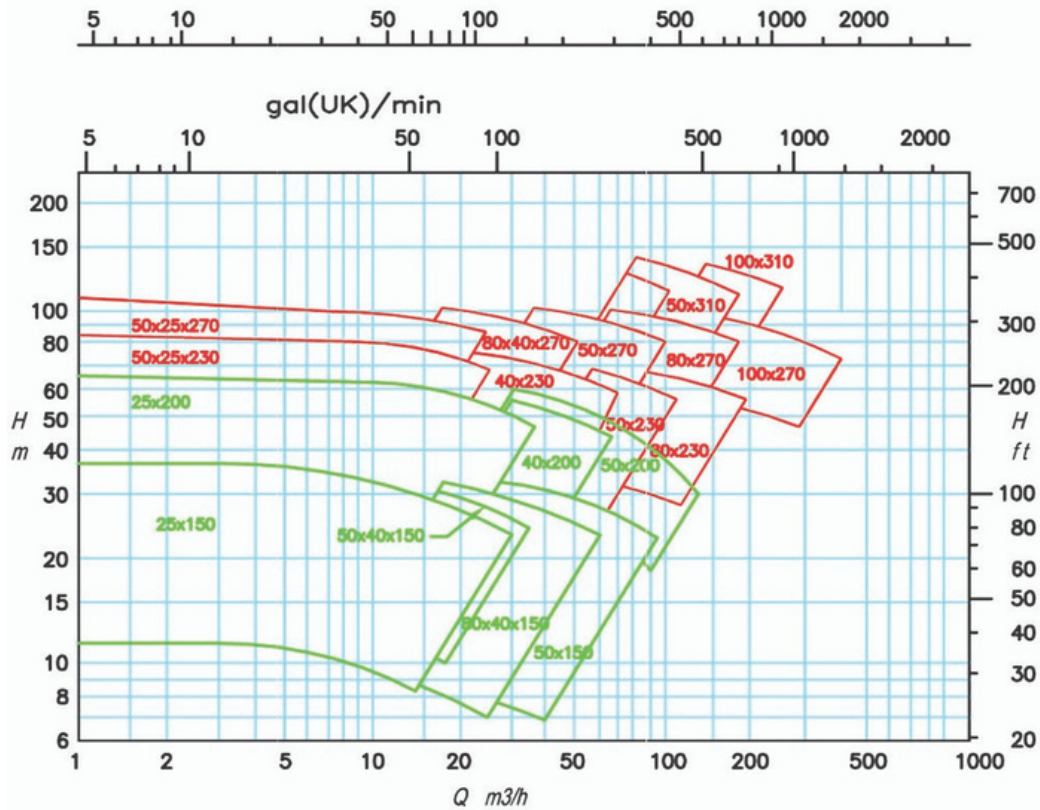 5 10 50 100 500 1000 2000
gal(UK)/min
5 10 50 100 500 1000 2000
200
150
100
80
60
50
40
30
20
15
10
8
6
H
m
700
500
300
200
100
80
60
50
40
30
20
H
ft
100x310
50x310
50x25x270
80x40x270
50x270
80x270
100x270
50x25x230
40x230
50x230
80x230
25x200
40x200
50x200
25x150
50x40x150
80x40x150
50x150
1 2 5 10 20 50 100 200 500 1000
Q m3/h